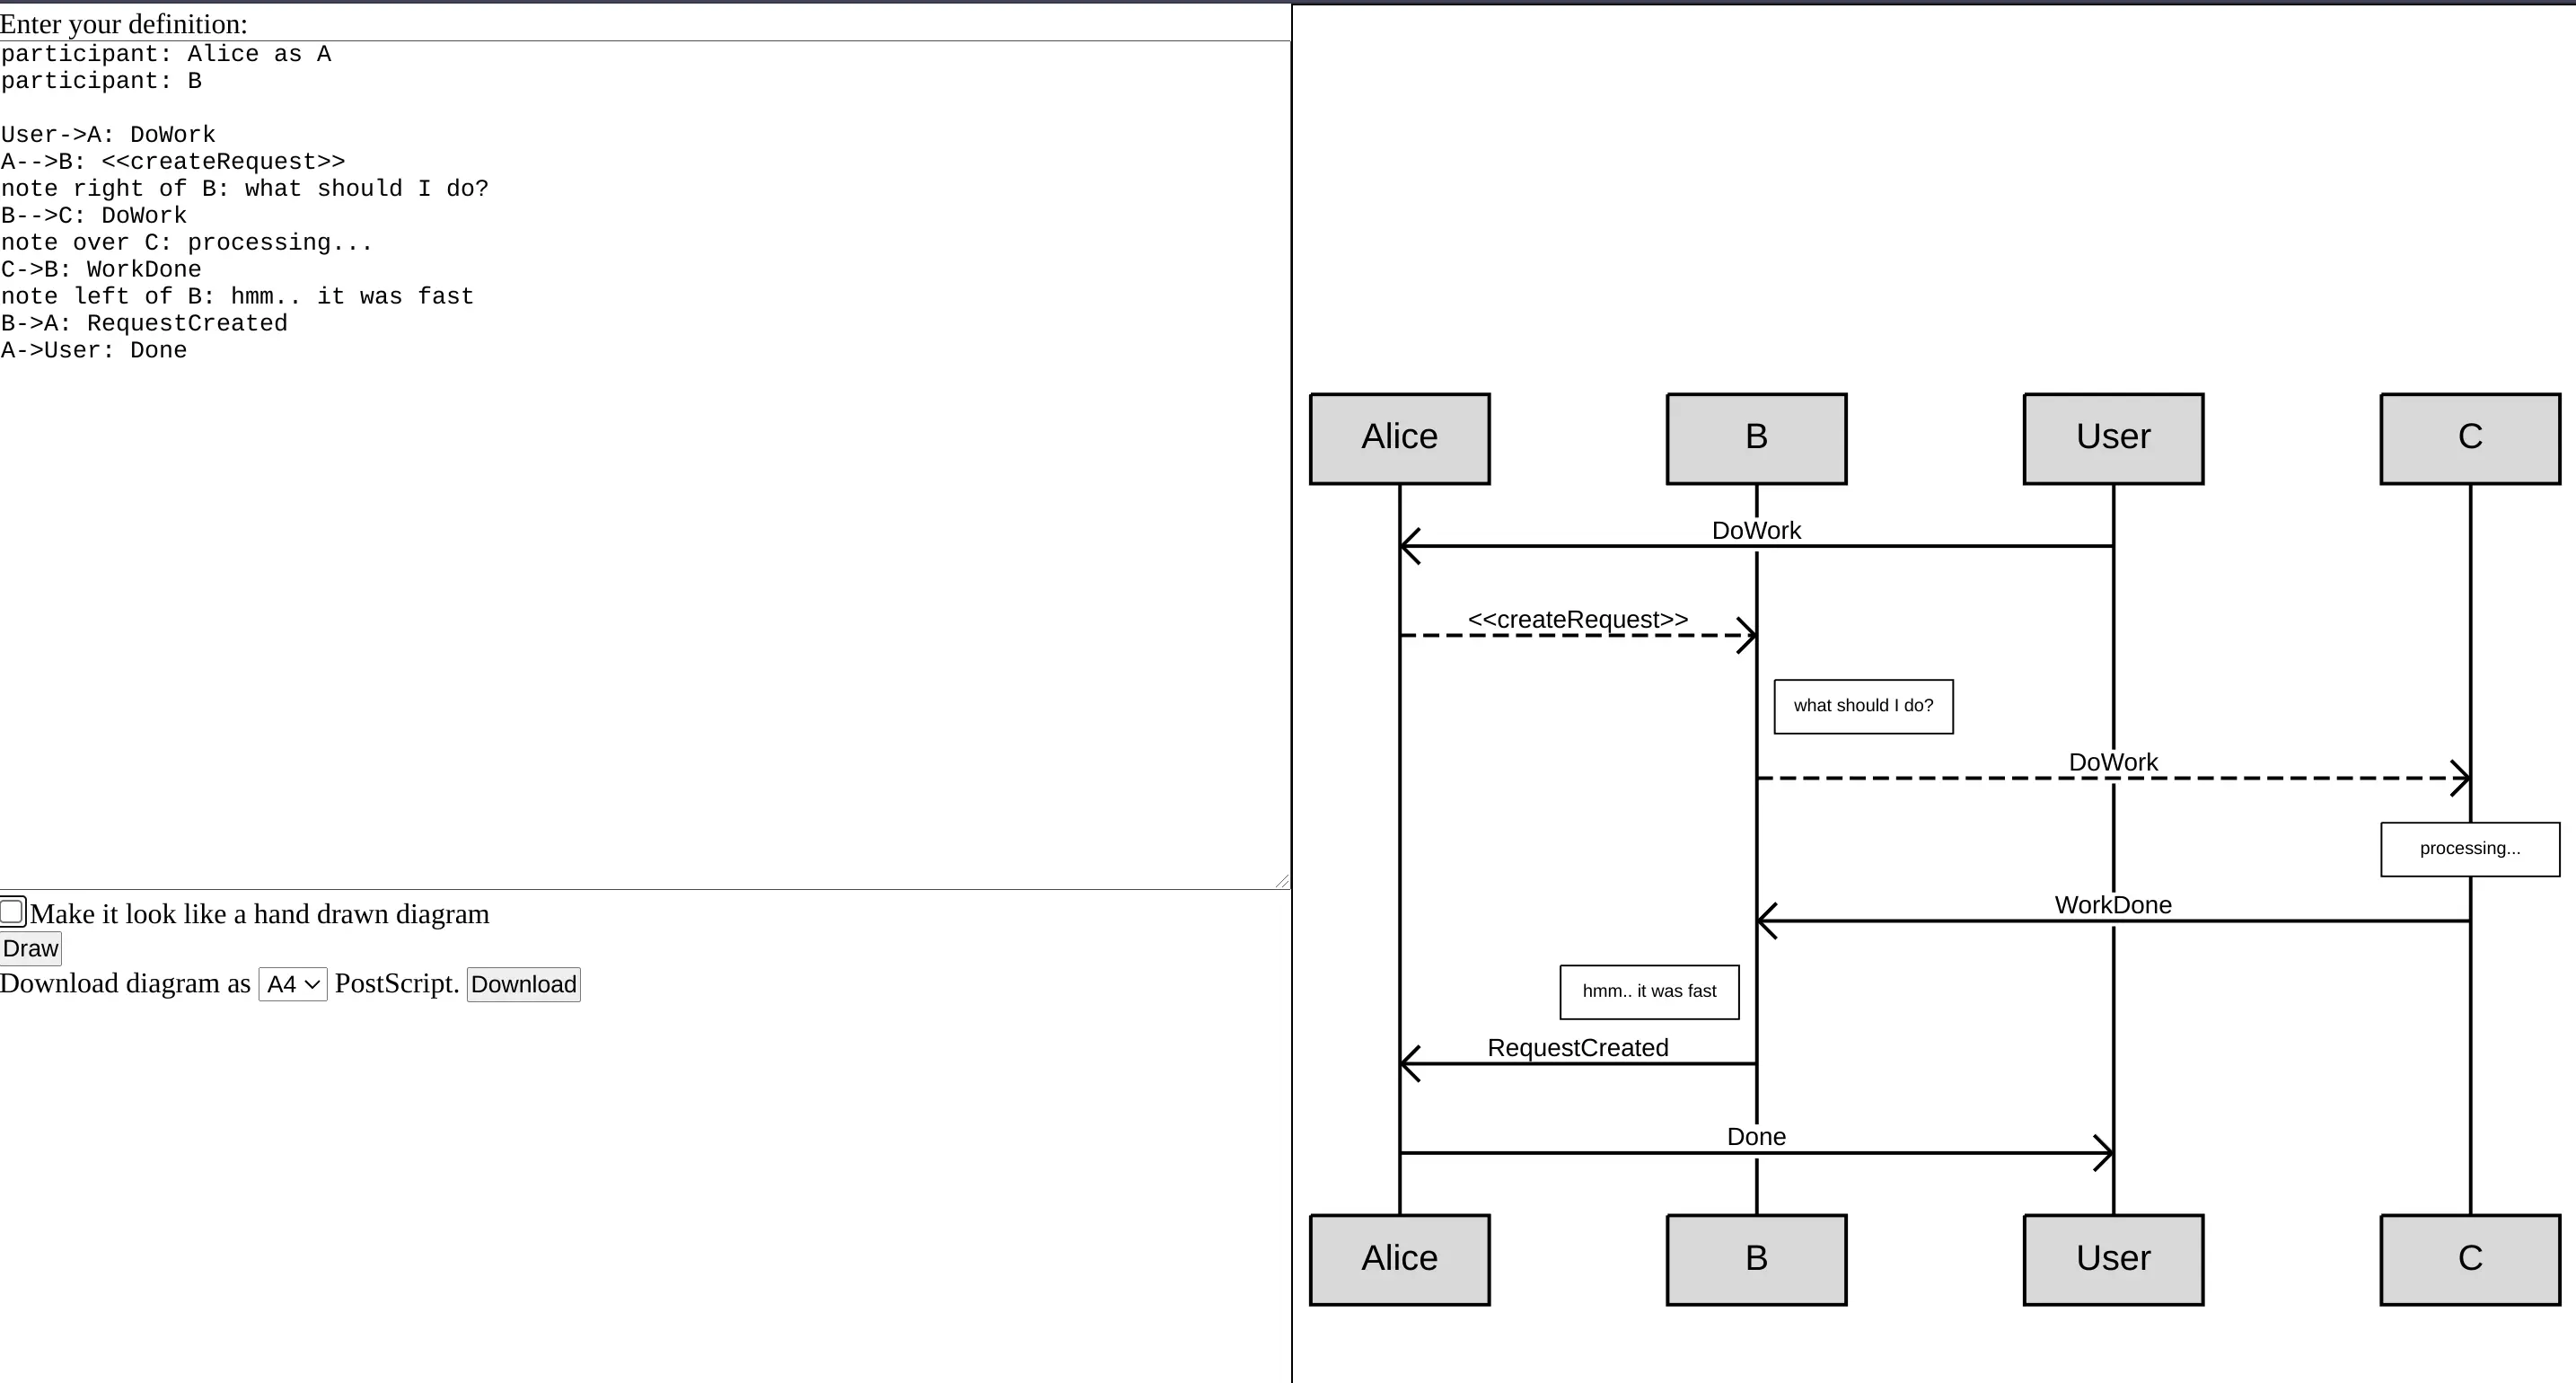 Enter your definition:
participant: Alice as A
participant: B
User->A: DoWork
A-->B: <<createRequest>>
note right of B: what should I do?
B-->C: DoWork
note over C: processing...
C->B: WorkDone
note left of B: hmm.. it was fast
B->A: RequestCreated
A->User: Done
Make it look like a hand drawn diagram
Draw
Download diagram as A4 PostScript. Download
Alice B User C
DoWork
<<createRequest>>
what should I do?
DoWork
processing...
WorkDone
hmm.. it was fast
RequestCreated
Done
Alice B User C